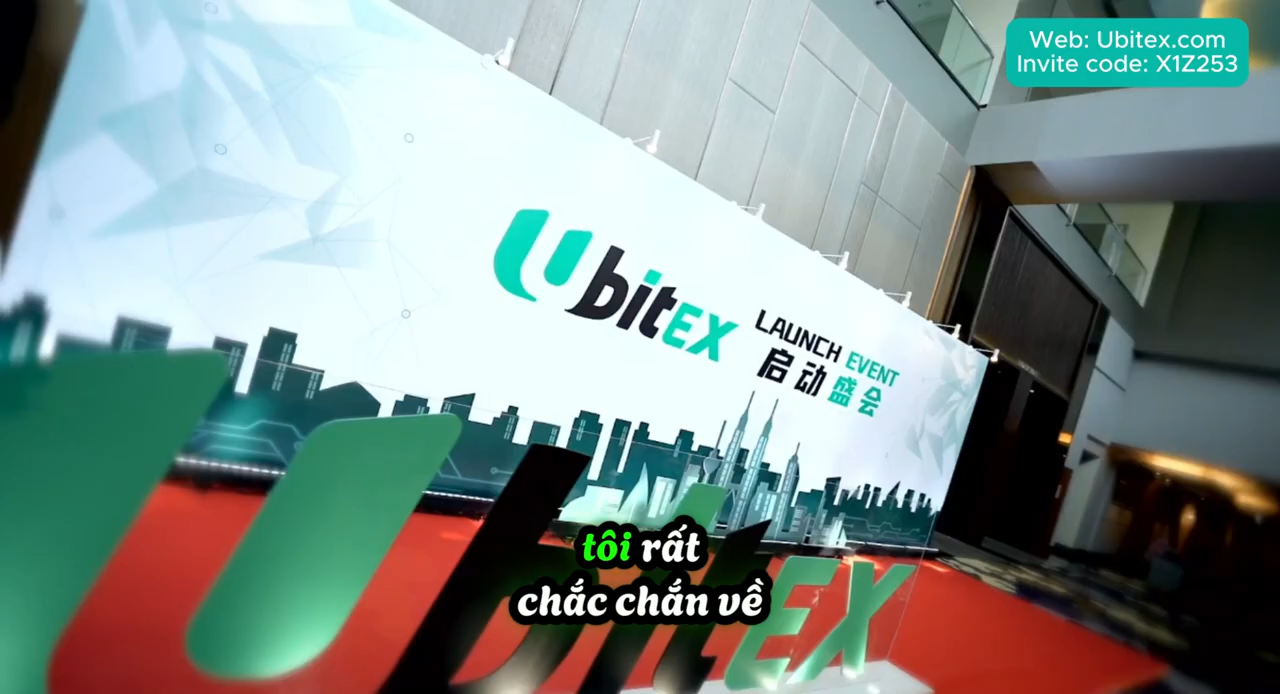 Web: Ubitex.com
Invite code: X1Z253
Ubitex
LAUNCH EVENT
启动盛会
tôi rất
chắc chắn về
UbitEX